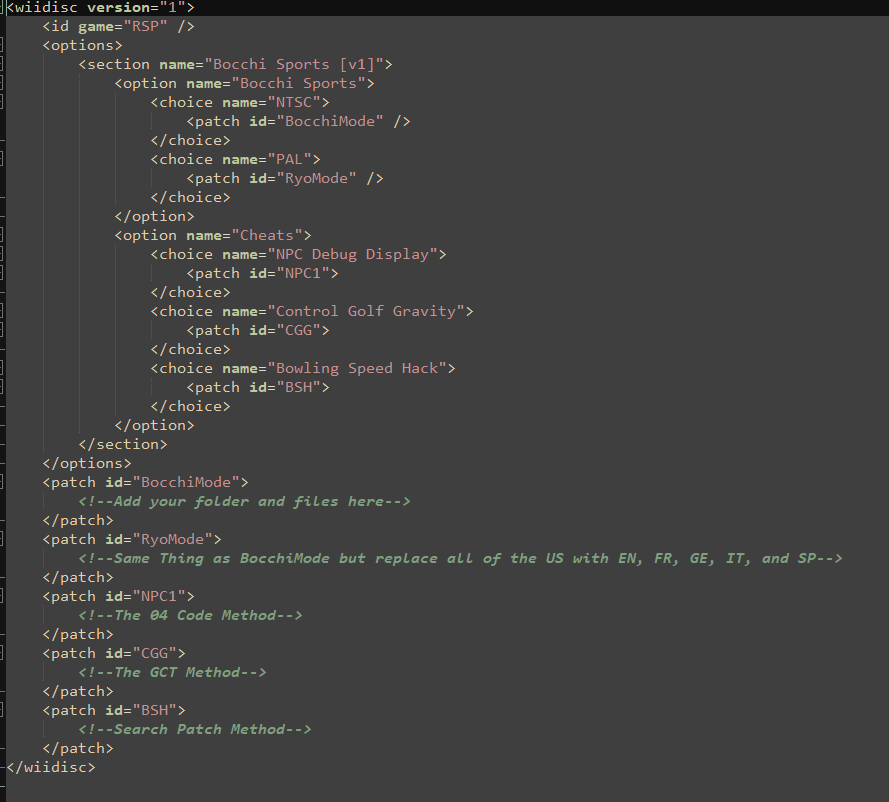 <wiidisc version="1">
<id game="RSP" />
<options>
<section name="Bocchi Sports [v1]">
<option name="Bocchi Sports">
<choice name="NTSC">
<patch id="BocchiMode" />
</choice>
<choice name="PAL">
<patch id="RyoMode" />
</choice>
</option>
<option name="Cheats">
<choice name="NPC Debug Display">
<patch id="NPC1">
</choice>
<choice name="Control Golf Gravity">
<patch id="CGG">
</choice>
<choice name="Bowling Speed Hack">
<patch id="BSH">
</choice>
</option>
</section>
</options>
<patch id="BocchiMode">
<!--Add your folder and files here-->
</patch>
<patch id="RyoMode">
<!--Same Thing as BocchiMode but replace all of the US with EN, FR, GE, IT, and SP-->
</patch>
<patch id="NPC1">
<!--The 04 Code Method-->
</patch>
<patch id="CGG">
<!--The GCT Method-->
</patch>
<patch id="BSH">
<!--Search Patch Method-->
</patch>
</wiidisc>